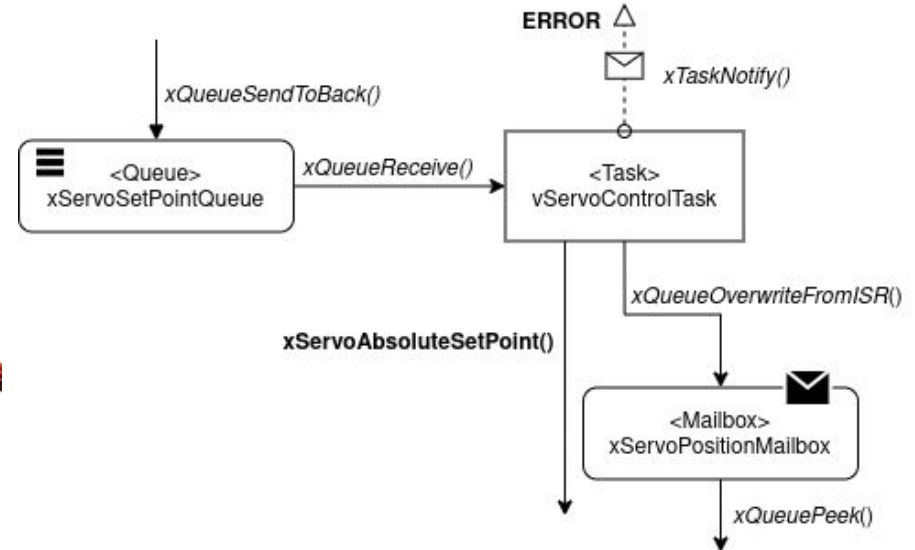 ERROR
xTaskNotify()
xQueueSendToBack()
<Queue>
xServoSetPointQueue
xQueueReceive()
<Task>
vServoControlTask
xQueueOverwriteFromISR()
xServoAbsoluteSetPoint()
<Mailbox>
xServoPositionMailbox
xQueuePeek()